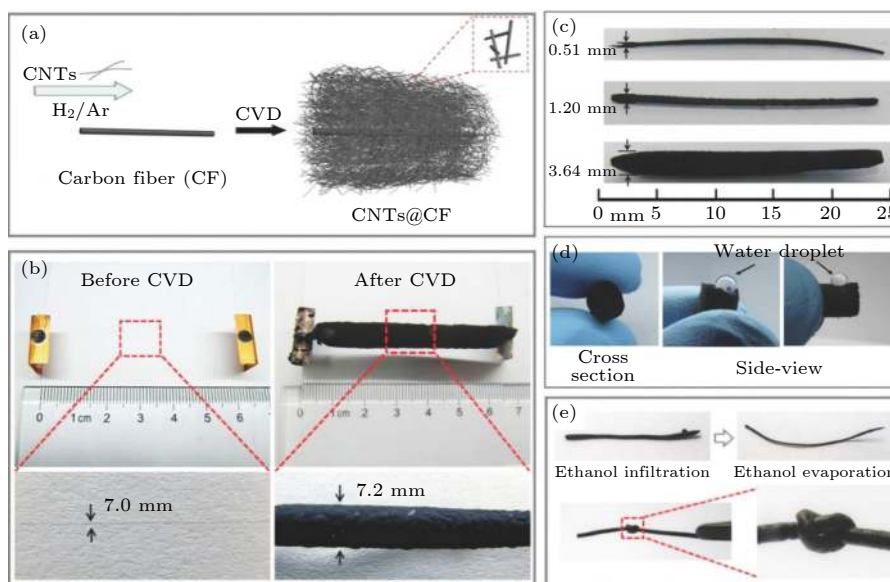 (a)
CNTs
H₂/Ar
CVD
Carbon fiber (CF)
CNTs@CF
(b)
Before CVD
After CVD
0 1cm 2 3 4 5 6
0 1cm 2 3 4 5 6 7
7.0 mm
7.2 mm
(c)
0.51 mm
1.20 mm
3.64 mm
0 mm 5 10 15 20 25
(d)
Water droplet
Cross
section
Side-view
(e)
Ethanol infiltration
Ethanol evaporation